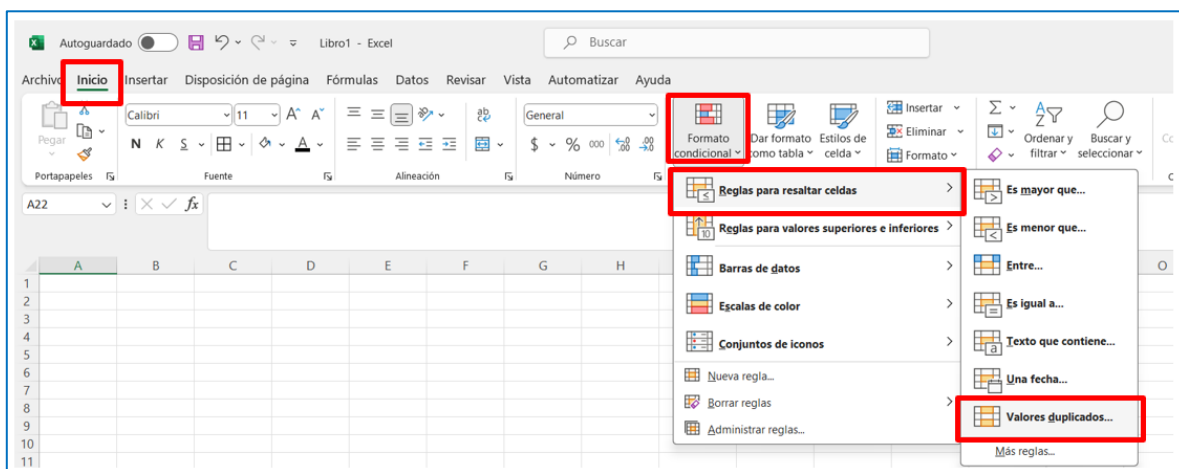 Autoguardado Libro1 - Excel Buscar
Archivo Inicio Insertar Disposición de página Fórmulas Datos Revisar Vista Automatizar Ayuda
Pegar
Calibri 11 A^ A˅ ab General
N K S A $ % 000
Formato condicional
Dar formato como tabla
Estilos de celda
Insertar
Eliminar
Formato
Ordenar y filtrar
Buscar y seleccionar
Portapapeles Fuente Alineación Número
A22 fx
Reglas para resaltar celdas
Reglas para valores superiores e inferiores
Barras de datos
Escalas de color
Conjuntos de iconos
Nueva regla...
Borrar reglas
Administrar reglas...
Es mayor que...
Es menor que...
Entre...
Es igual a...
Texto que contiene...
Una fecha...
Valores duplicados...
Más reglas...
A B C D E F G H O
1
2
3
4
5
6
7
8
9
10
11